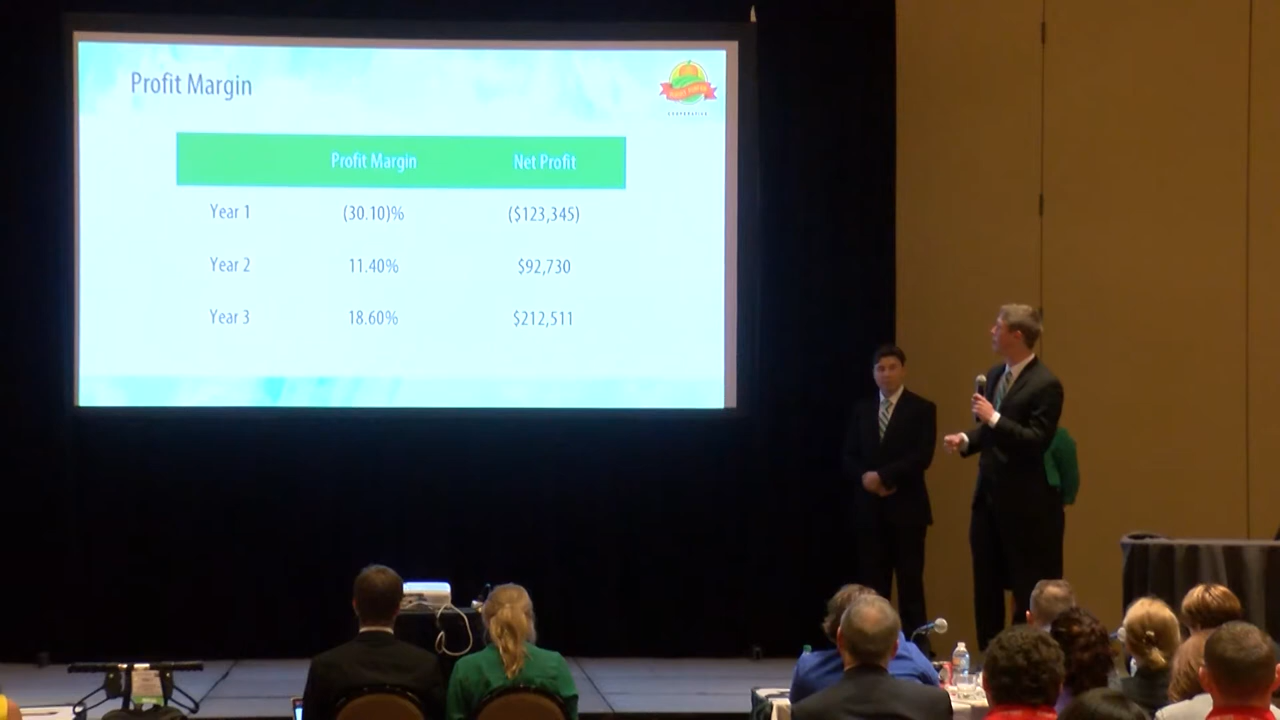 Profit Margin
COOPERATIVE
Profit Margin Net Profit
Year 1 (30.10)% ($123,345)
Year 2 11.40% $92,730
Year 3 18.60% $212,511